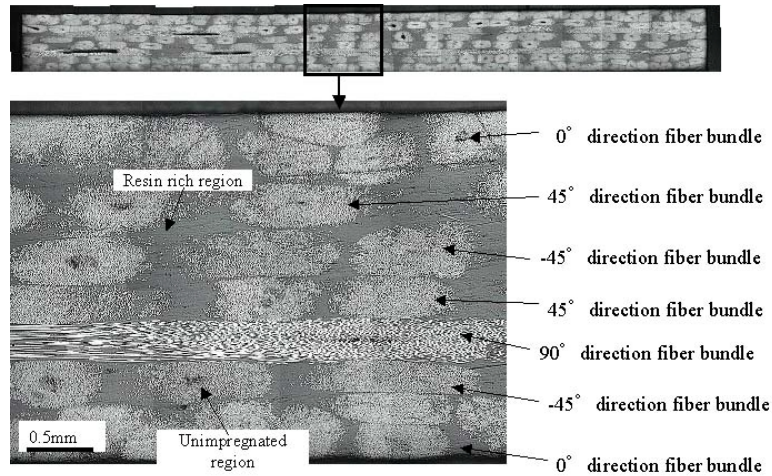 0° direction fiber bundle
Resin rich region
45° direction fiber bundle
-45° direction fiber bundle
45° direction fiber bundle
90° direction fiber bundle
-45° direction fiber bundle
0.5mm
Unimpregnated
region
0° direction fiber bundle